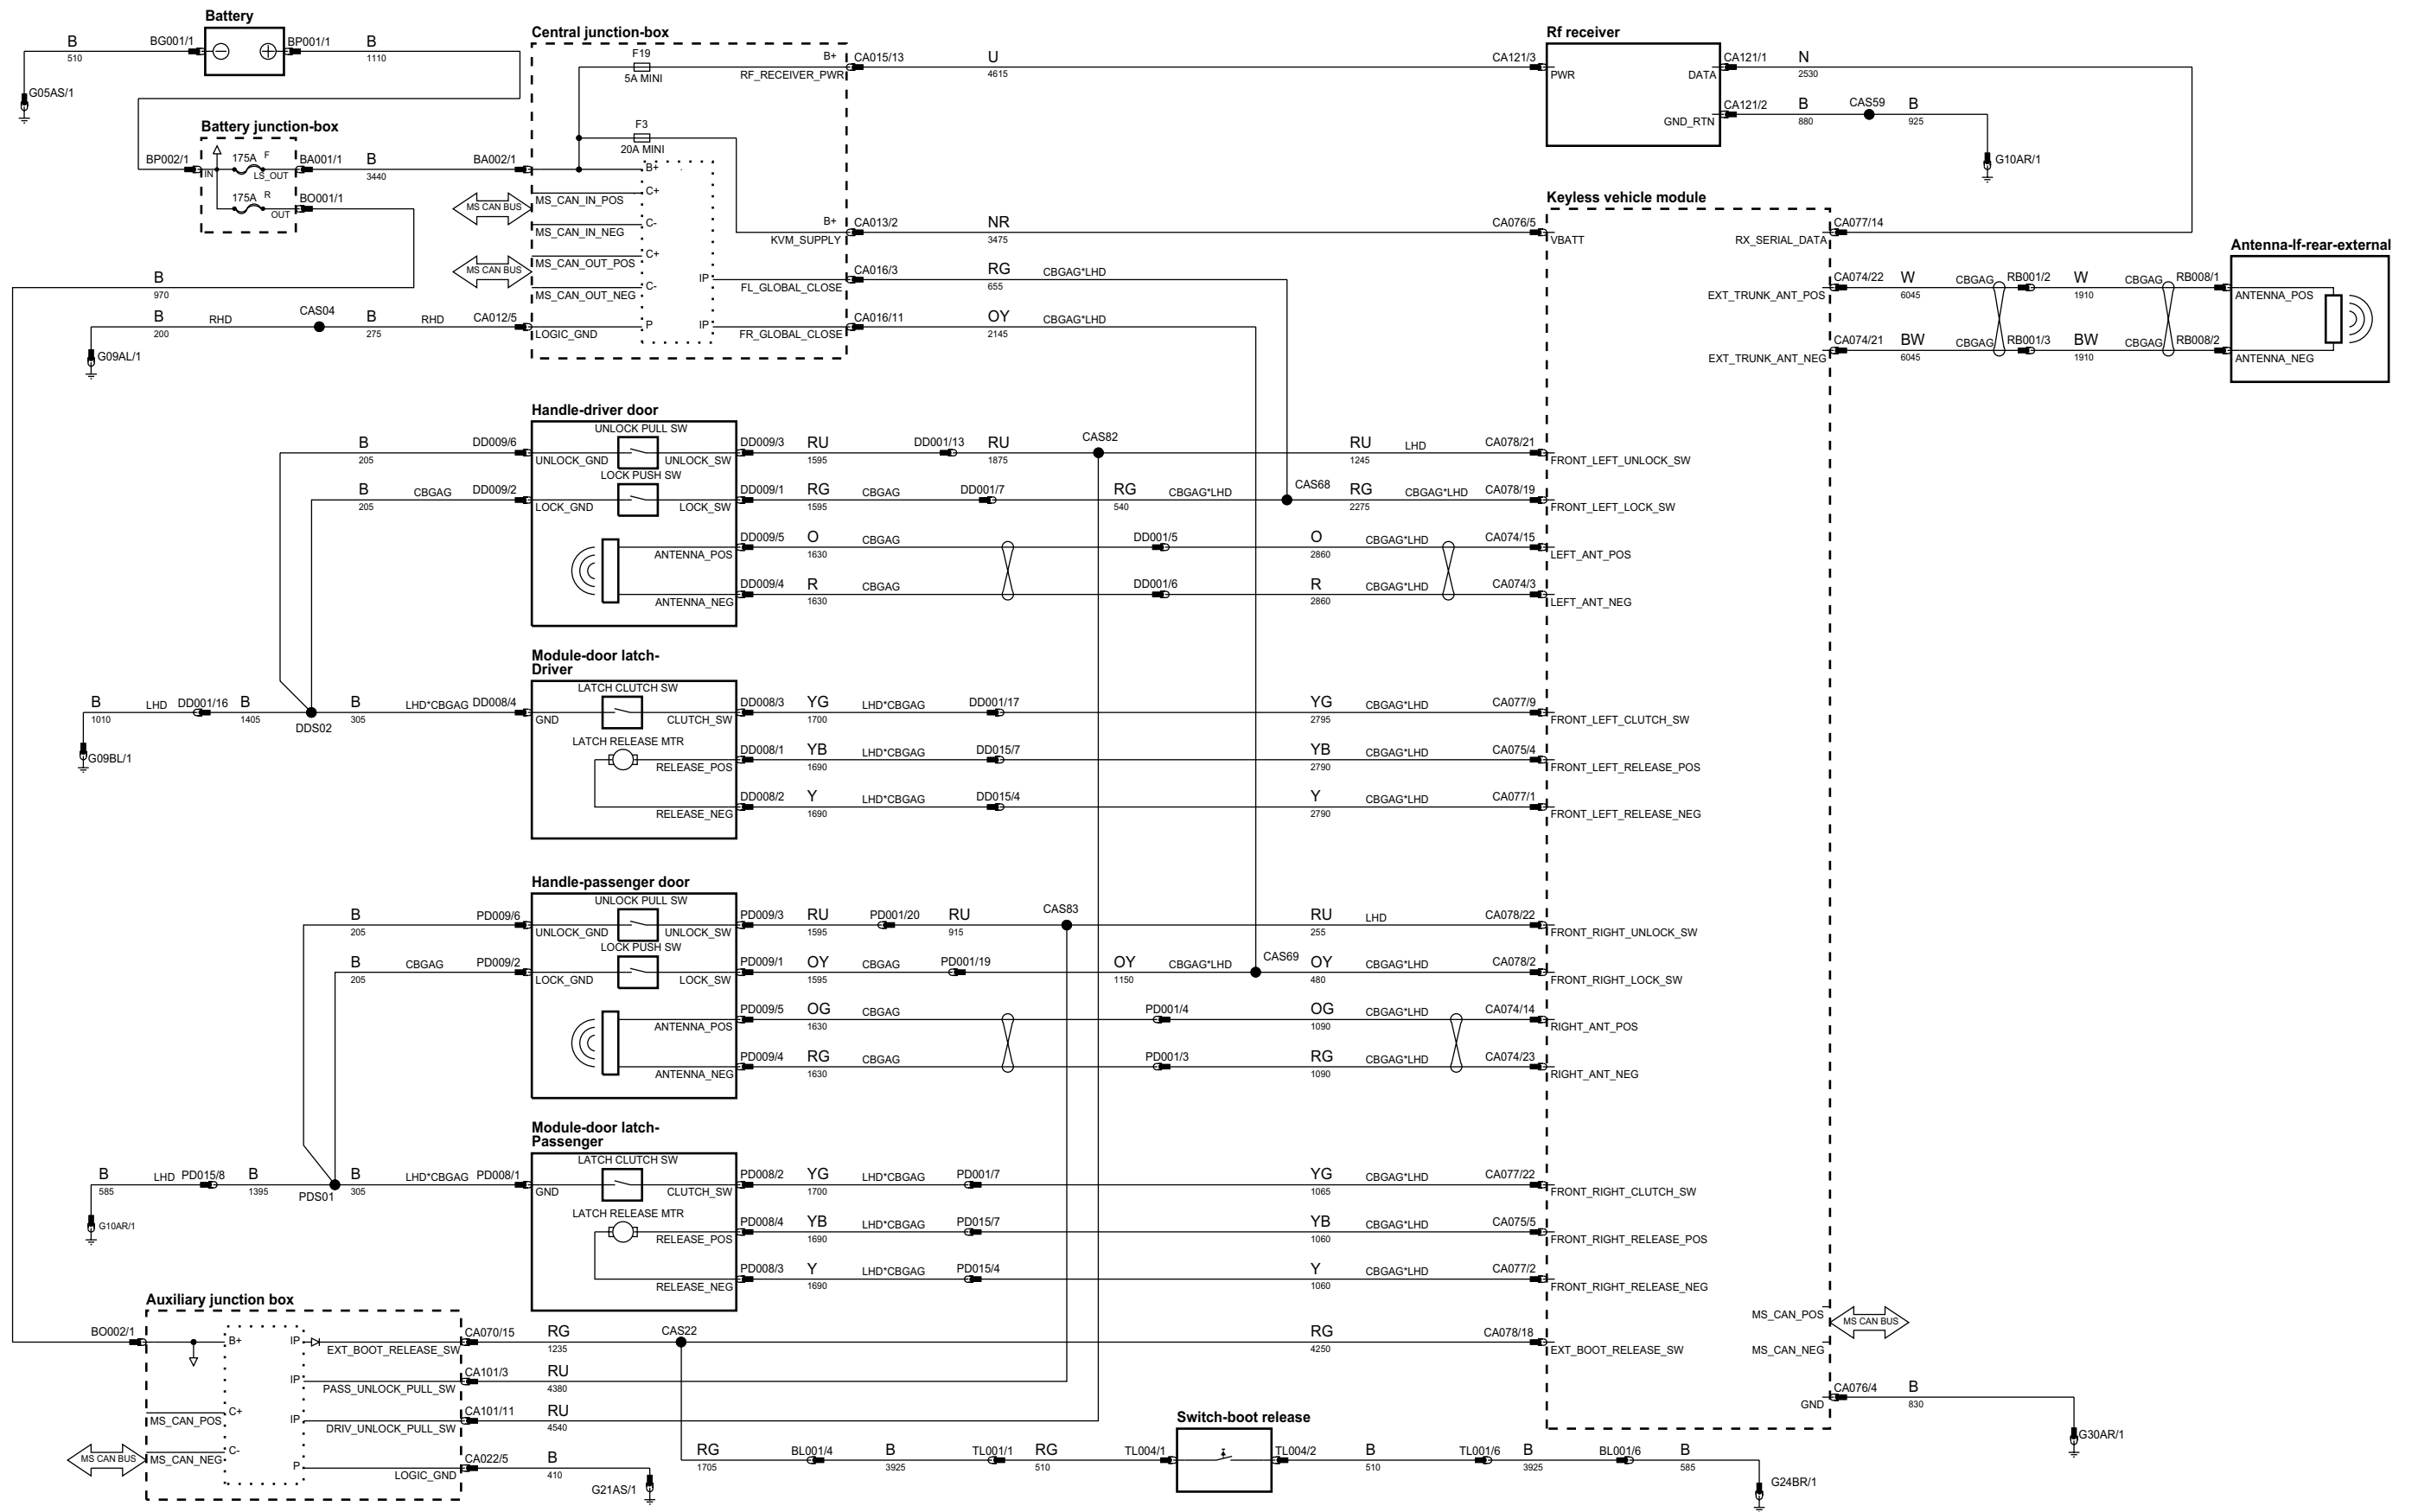 Battery
B
510
BG001/1
BP001/1
B
1110
G05AS/1
Battery junction-box
BP002/1
IN
175A F
LS_OUT
BA001/1
B
3440
BA002/1
175A R
OUT
BO001/1
B
970
B
200
RHD
CAS04
B
275
RHD
CA012/5
G09AL/1
Central junction-box
F19
5A MINI
B+
RF_RECEIVER_PWR
CA015/13
U
4615
CA121/3
F3
20A MINI
B+
MS CAN BUS
MS_CAN_IN_POS
C+
MS_CAN_IN_NEG
C-
MS CAN BUS
MS_CAN_OUT_POS
C+
MS_CAN_OUT_NEG
C-
LOGIC_GND
P
B+
KVM_SUPPLY
CA013/2
NR
3475
CA076/5
IP
FL_GLOBAL_CLOSE
CA016/3
RG
655
CBGAG*LHD
IP
FR_GLOBAL_CLOSE
CA016/11
OY
2145
CBGAG*LHD
Rf receiver
PWR
DATA
CA121/1
N
2530
GND_RTN
CA121/2
B
880
CAS59
B
925
G10AR/1
Keyless vehicle module
VBATT
RX_SERIAL_DATA
CA077/14
EXT_TRUNK_ANT_POS
CA074/22
W
6045
CBGAG
RB001/2
W
1910
CBGAG
RB008/1
EXT_TRUNK_ANT_NEG
CA074/21
BW
6045
CBGAG
RB001/3
BW
1910
CBGAG
RB008/2
Antenna-lf-rear-external
ANTENNA_POS
ANTENNA_NEG
Handle-driver door
UNLOCK PULL SW
B
205
DD009/6
UNLOCK_GND
UNLOCK_SW
DD009/3
RU
1595
DD001/13
RU
1875
CAS82
RU
1245
LHD
CA078/21
FRONT_LEFT_UNLOCK_SW
LOCK PUSH SW
B
205
CBGAG
DD009/2
LOCK_GND
LOCK_SW
DD009/1
RG
1595
CBGAG
DD001/7
RG
540
CBGAG*LHD
CAS68
RG
2275
CBGAG*LHD
CA078/19
FRONT_LEFT_LOCK_SW
ANTENNA_POS
DD009/5
O
1630
CBGAG
DD001/5
O
2860
CBGAG*LHD
CA074/15
LEFT_ANT_POS
ANTENNA_NEG
DD009/4
R
1630
CBGAG
DD001/6
R
2860
CBGAG*LHD
CA074/3
LEFT_ANT_NEG
Module-door latch-
Driver
LATCH CLUTCH SW
B
1010
LHD
DD001/16
B
1405
DDS02
B
305
LHD*CBGAG
DD008/4
G09BL/1
GND
CLUTCH_SW
DD008/3
YG
1700
LHD*CBGAG
DD001/17
YG
2795
CBGAG*LHD
CA077/9
FRONT_LEFT_CLUTCH_SW
LATCH RELEASE MTR
RELEASE_POS
DD008/1
YB
1690
LHD*CBGAG
DD015/7
YB
2790
CBGAG*LHD
CA075/4
FRONT_LEFT_RELEASE_POS
RELEASE_NEG
DD008/2
Y
1690
LHD*CBGAG
DD015/4
Y
2790
CBGAG*LHD
CA077/1
FRONT_LEFT_RELEASE_NEG
Handle-passenger door
UNLOCK PULL SW
B
205
PD009/6
UNLOCK_GND
UNLOCK_SW
PD009/3
RU
1595
PD001/20
RU
915
CAS83
RU
255
LHD
CA078/22
FRONT_RIGHT_UNLOCK_SW
LOCK PUSH SW
B
205
CBGAG
PD009/2
LOCK_GND
LOCK_SW
PD009/1
OY
1595
CBGAG
PD001/19
OY
1150
CBGAG*LHD
CAS69
OY
480
CBGAG*LHD
CA078/2
FRONT_RIGHT_LOCK_SW
ANTENNA_POS
PD009/5
OG
1630
CBGAG
PD001/4
OG
1090
CBGAG*LHD
CA074/14
RIGHT_ANT_POS
ANTENNA_NEG
PD009/4
RG
1630
CBGAG
PD001/3
RG
1090
CBGAG*LHD
CA074/23
RIGHT_ANT_NEG
Module-door latch-
Passenger
LATCH CLUTCH SW
B
585
LHD
PD015/8
B
1395
PDS01
B
305
LHD*CBGAG
PD008/1
G10AR/1
GND
CLUTCH_SW
PD008/2
YG
1700
LHD*CBGAG
PD001/7
YG
1065
CBGAG*LHD
CA077/22
FRONT_RIGHT_CLUTCH_SW
LATCH RELEASE MTR
RELEASE_POS
PD008/4
YB
1690
LHD*CBGAG
PD015/7
YB
1060
CBGAG*LHD
CA075/5
FRONT_RIGHT_RELEASE_POS
RELEASE_NEG
PD008/3
Y
1690
LHD*CBGAG
PD015/4
Y
1060
CBGAG*LHD
CA077/2
FRONT_RIGHT_RELEASE_NEG
Auxiliary junction box
BO002/1
B+
IP
EXT_BOOT_RELEASE_SW
CA070/15
RG
1235
CAS22
RG
4250
CA078/18
EXT_BOOT_RELEASE_SW
IP
PASS_UNLOCK_PULL_SW
CA101/3
RU
4380
MS_CAN_POS
C+
IP
DRIV_UNLOCK_PULL_SW
CA101/11
RU
4540
MS CAN BUS
MS_CAN_NEG
C-
P
LOGIC_GND
CA022/5
B
410
G21AS/1
RG
1705
BL001/4
B
3925
TL001/1
RG
510
TL004/1
Switch-boot release
TL004/2
B
510
TL001/6
B
3925
BL001/6
B
585
G24BR/1
MS_CAN_POS
MS CAN BUS
MS_CAN_NEG
GND
CA076/4
B
830
G30AR/1